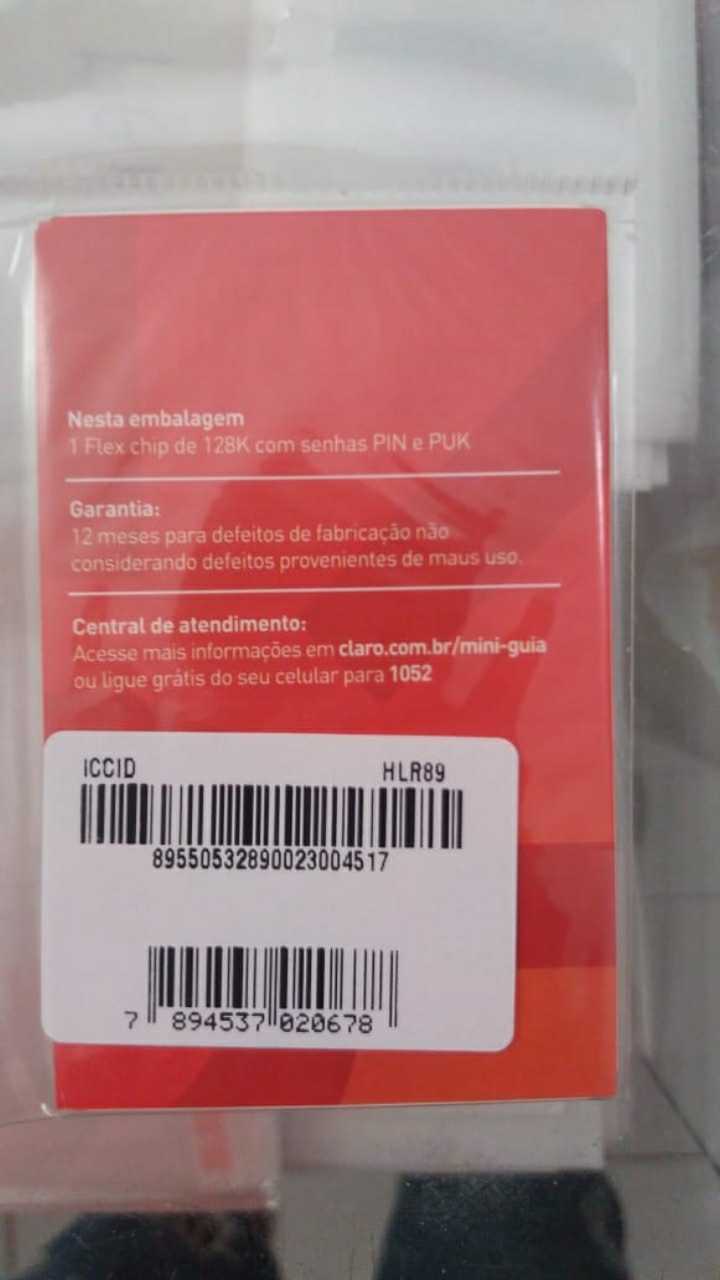 Nesta embalagem
1 Flex chip de 128K com senhas PIN e PUK
Garantia:
12 meses para defeitos de fabricação não
considerando defeitos provenientes de maus uso.
Central de atendimento:
Acesse mais informações em claro.com.br/mini-guia
ou ligue grátis do seu celular para 1052
ICCID HLR89
89550532890023004517
7 894537 020678